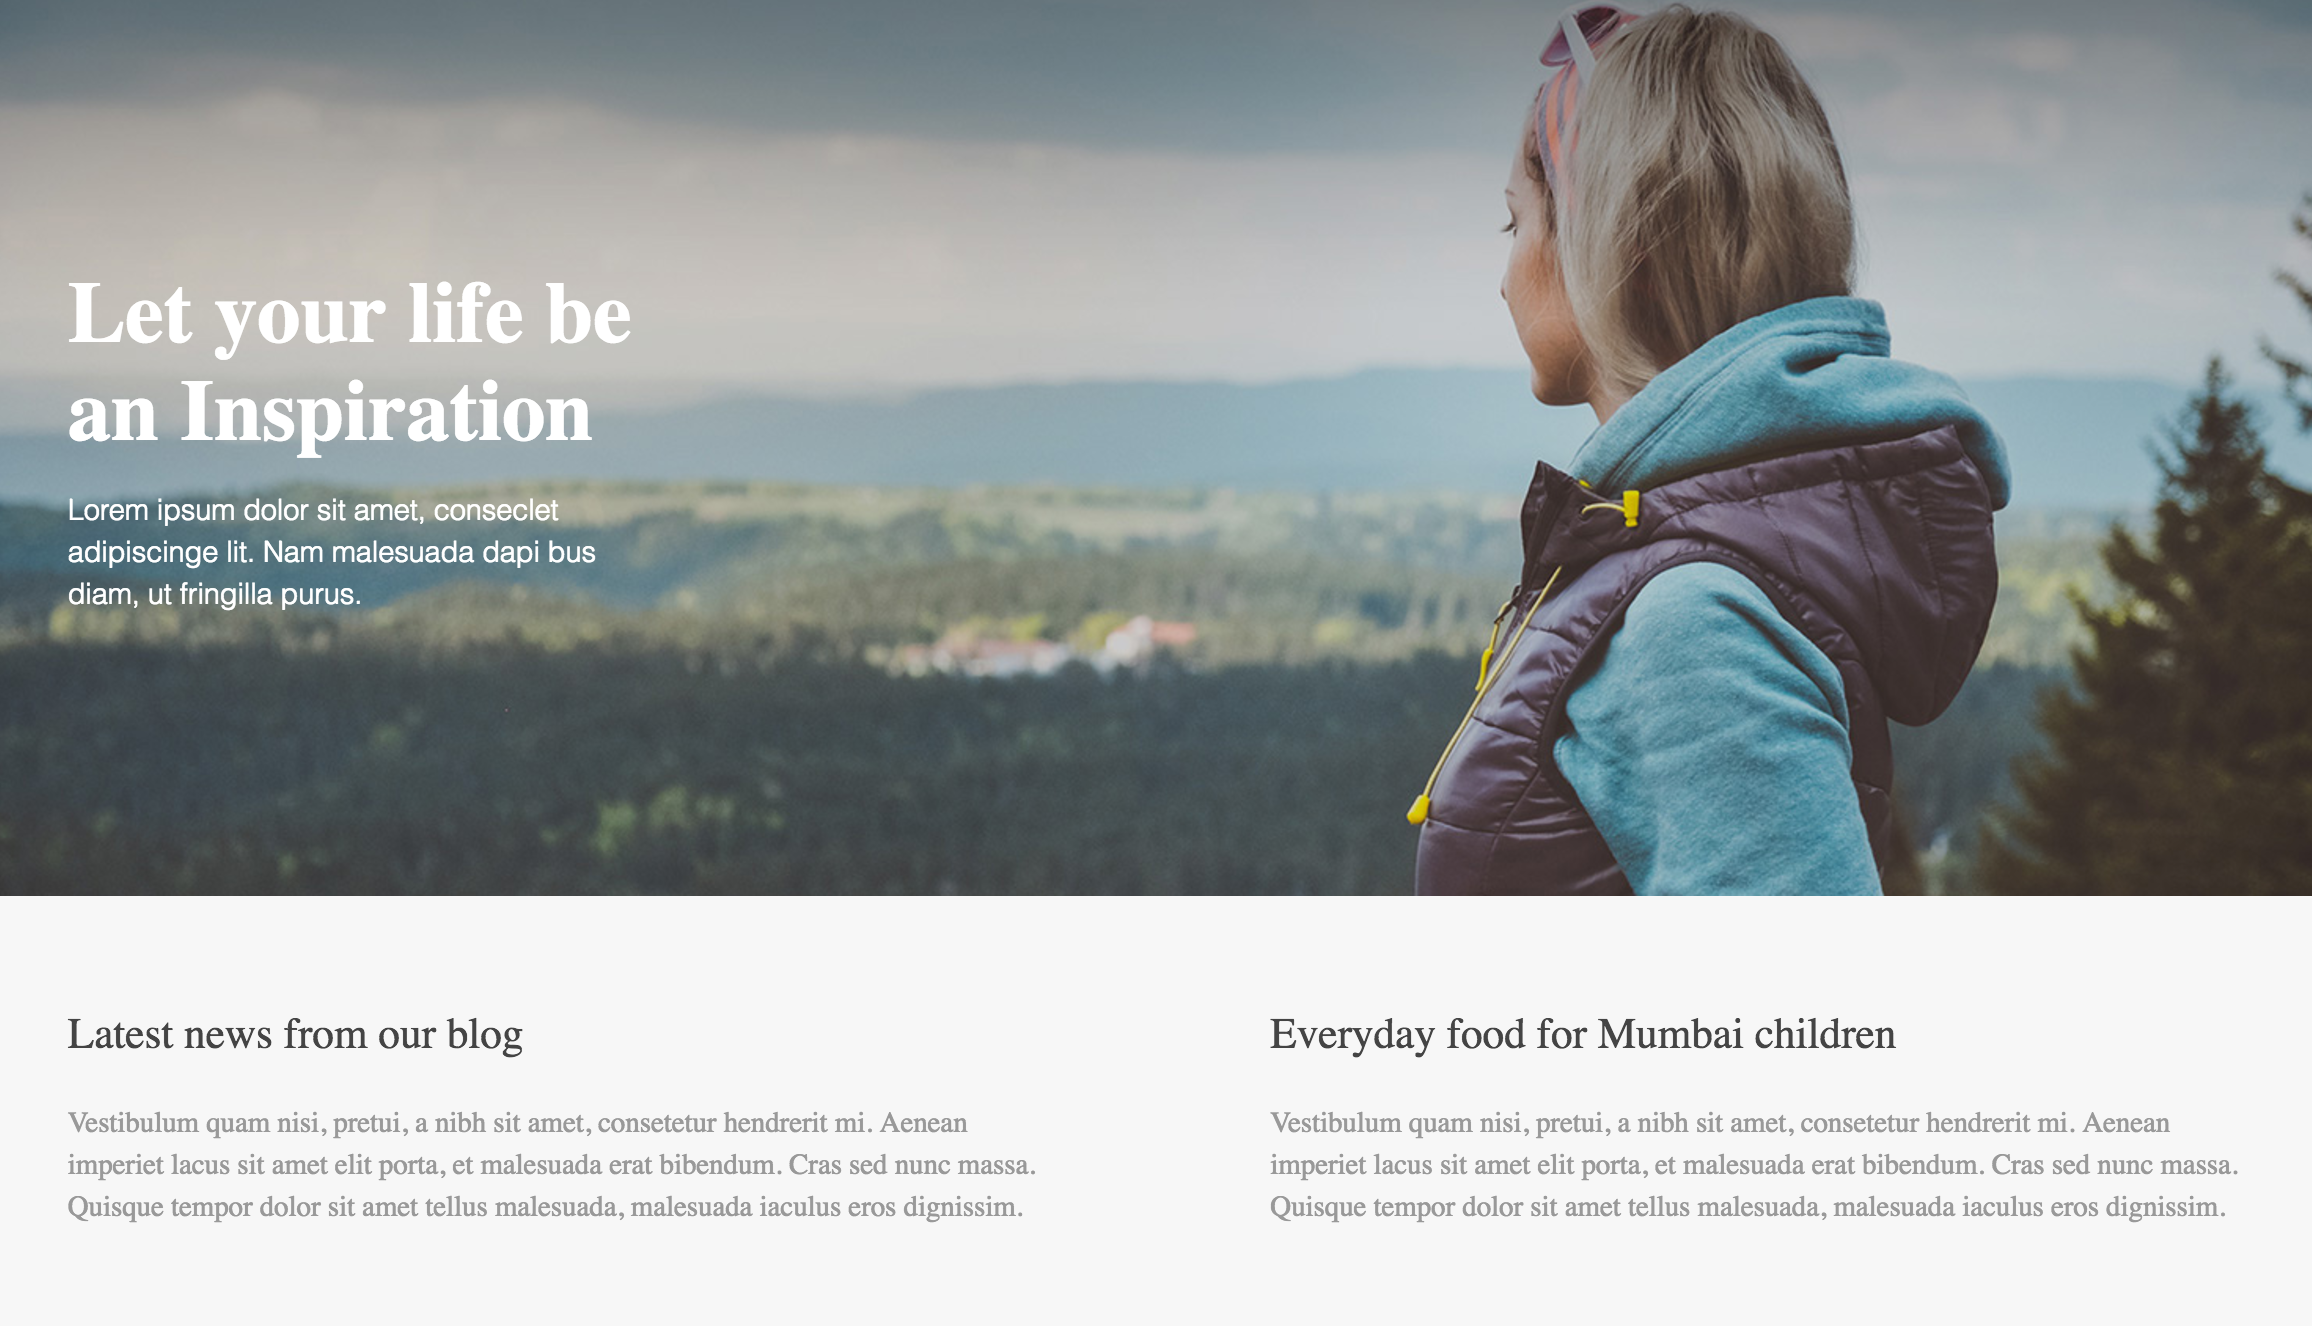 Let your life be
an Inspiration
Lorem ipsum dolor sit amet, conseclet
adipiscinge lit. Nam malesuada dapi bus
diam, ut fringilla purus.
Latest news from our blog
Vestibulum quam nisi, pretui, a nibh sit amet, consetetur hendrerit mi. Aenean
imperiet lacus sit amet elit porta, et malesuada erat bibendum. Cras sed nunc massa.
Quisque tempor dolor sit amet tellus malesuada, malesuada iaculus eros dignissim.
Everyday food for Mumbai children
Vestibulum quam nisi, pretui, a nibh sit amet, consetetur hendrerit mi. Aenean
imperiet lacus sit amet elit porta, et malesuada erat bibendum. Cras sed nunc massa.
Quisque tempor dolor sit amet tellus malesuada, malesuada iaculus eros dignissim.